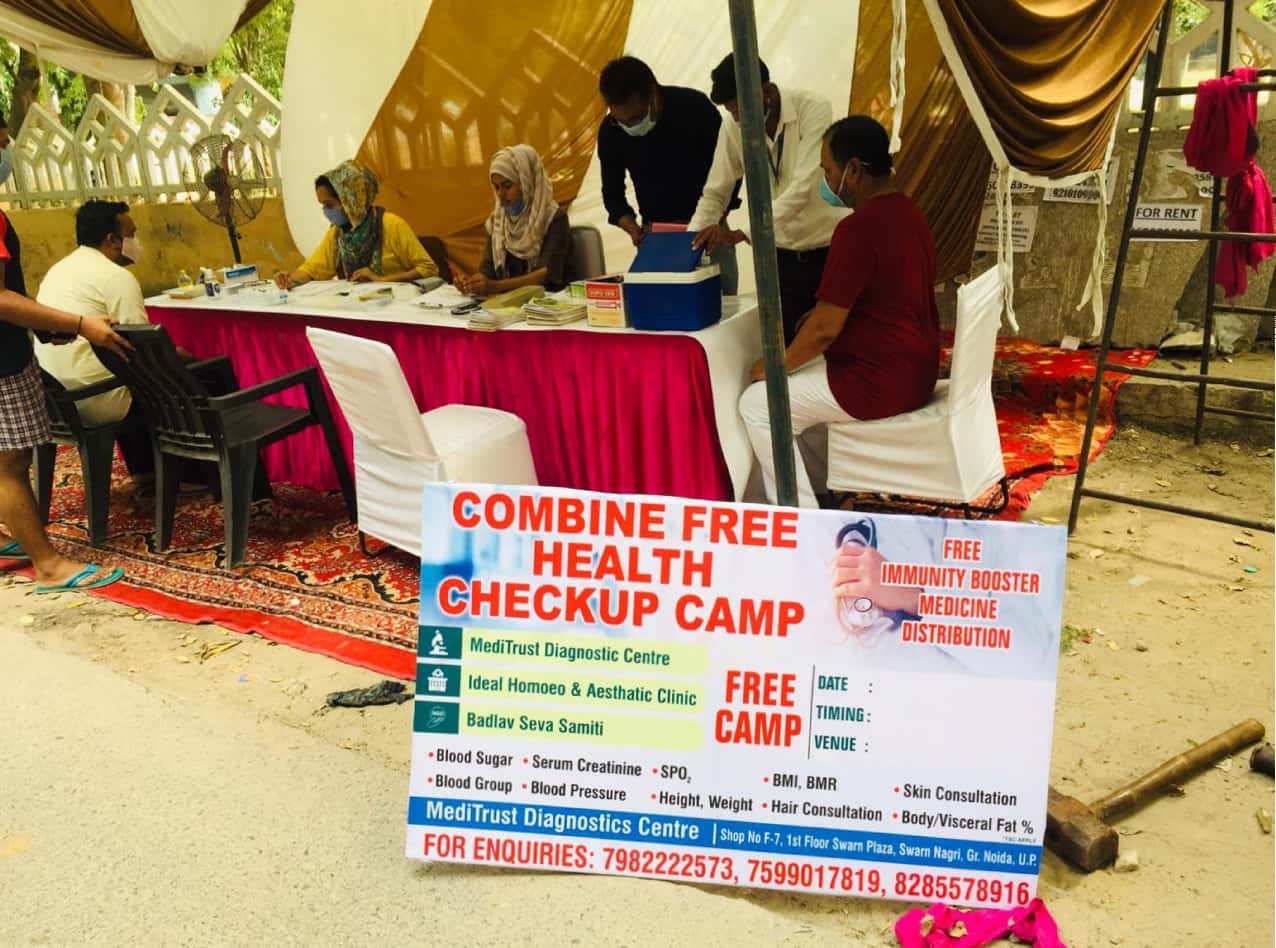 FOR RENT
COMBINE FREE
HEALTH
CHECKUP CAMP
FREE
IMMUNITY BOOSTER
MEDICINE
DISTRIBUTION
MediTrust Diagnostic Centre
Ideal Homoeo & Aesthatic Clinic
Badlav Seva Samiti
FREE
CAMP
DATE :
TIMING :
VENUE :
• Blood Sugar • Serum Creatinine • SPO₂ • BMI, BMR • Skin Consultation
• Blood Group • Blood Pressure • Height, Weight • Hair Consultation • Body/Visceral Fat %
*T&C APPLY
MediTrust Diagnostics Centre | Shop No F-7, 1st Floor Swarn Plaza, Swarn Nagri, Gr. Noida, U.P.
FOR ENQUIRIES: 7982222573, 7599017819, 8285578916